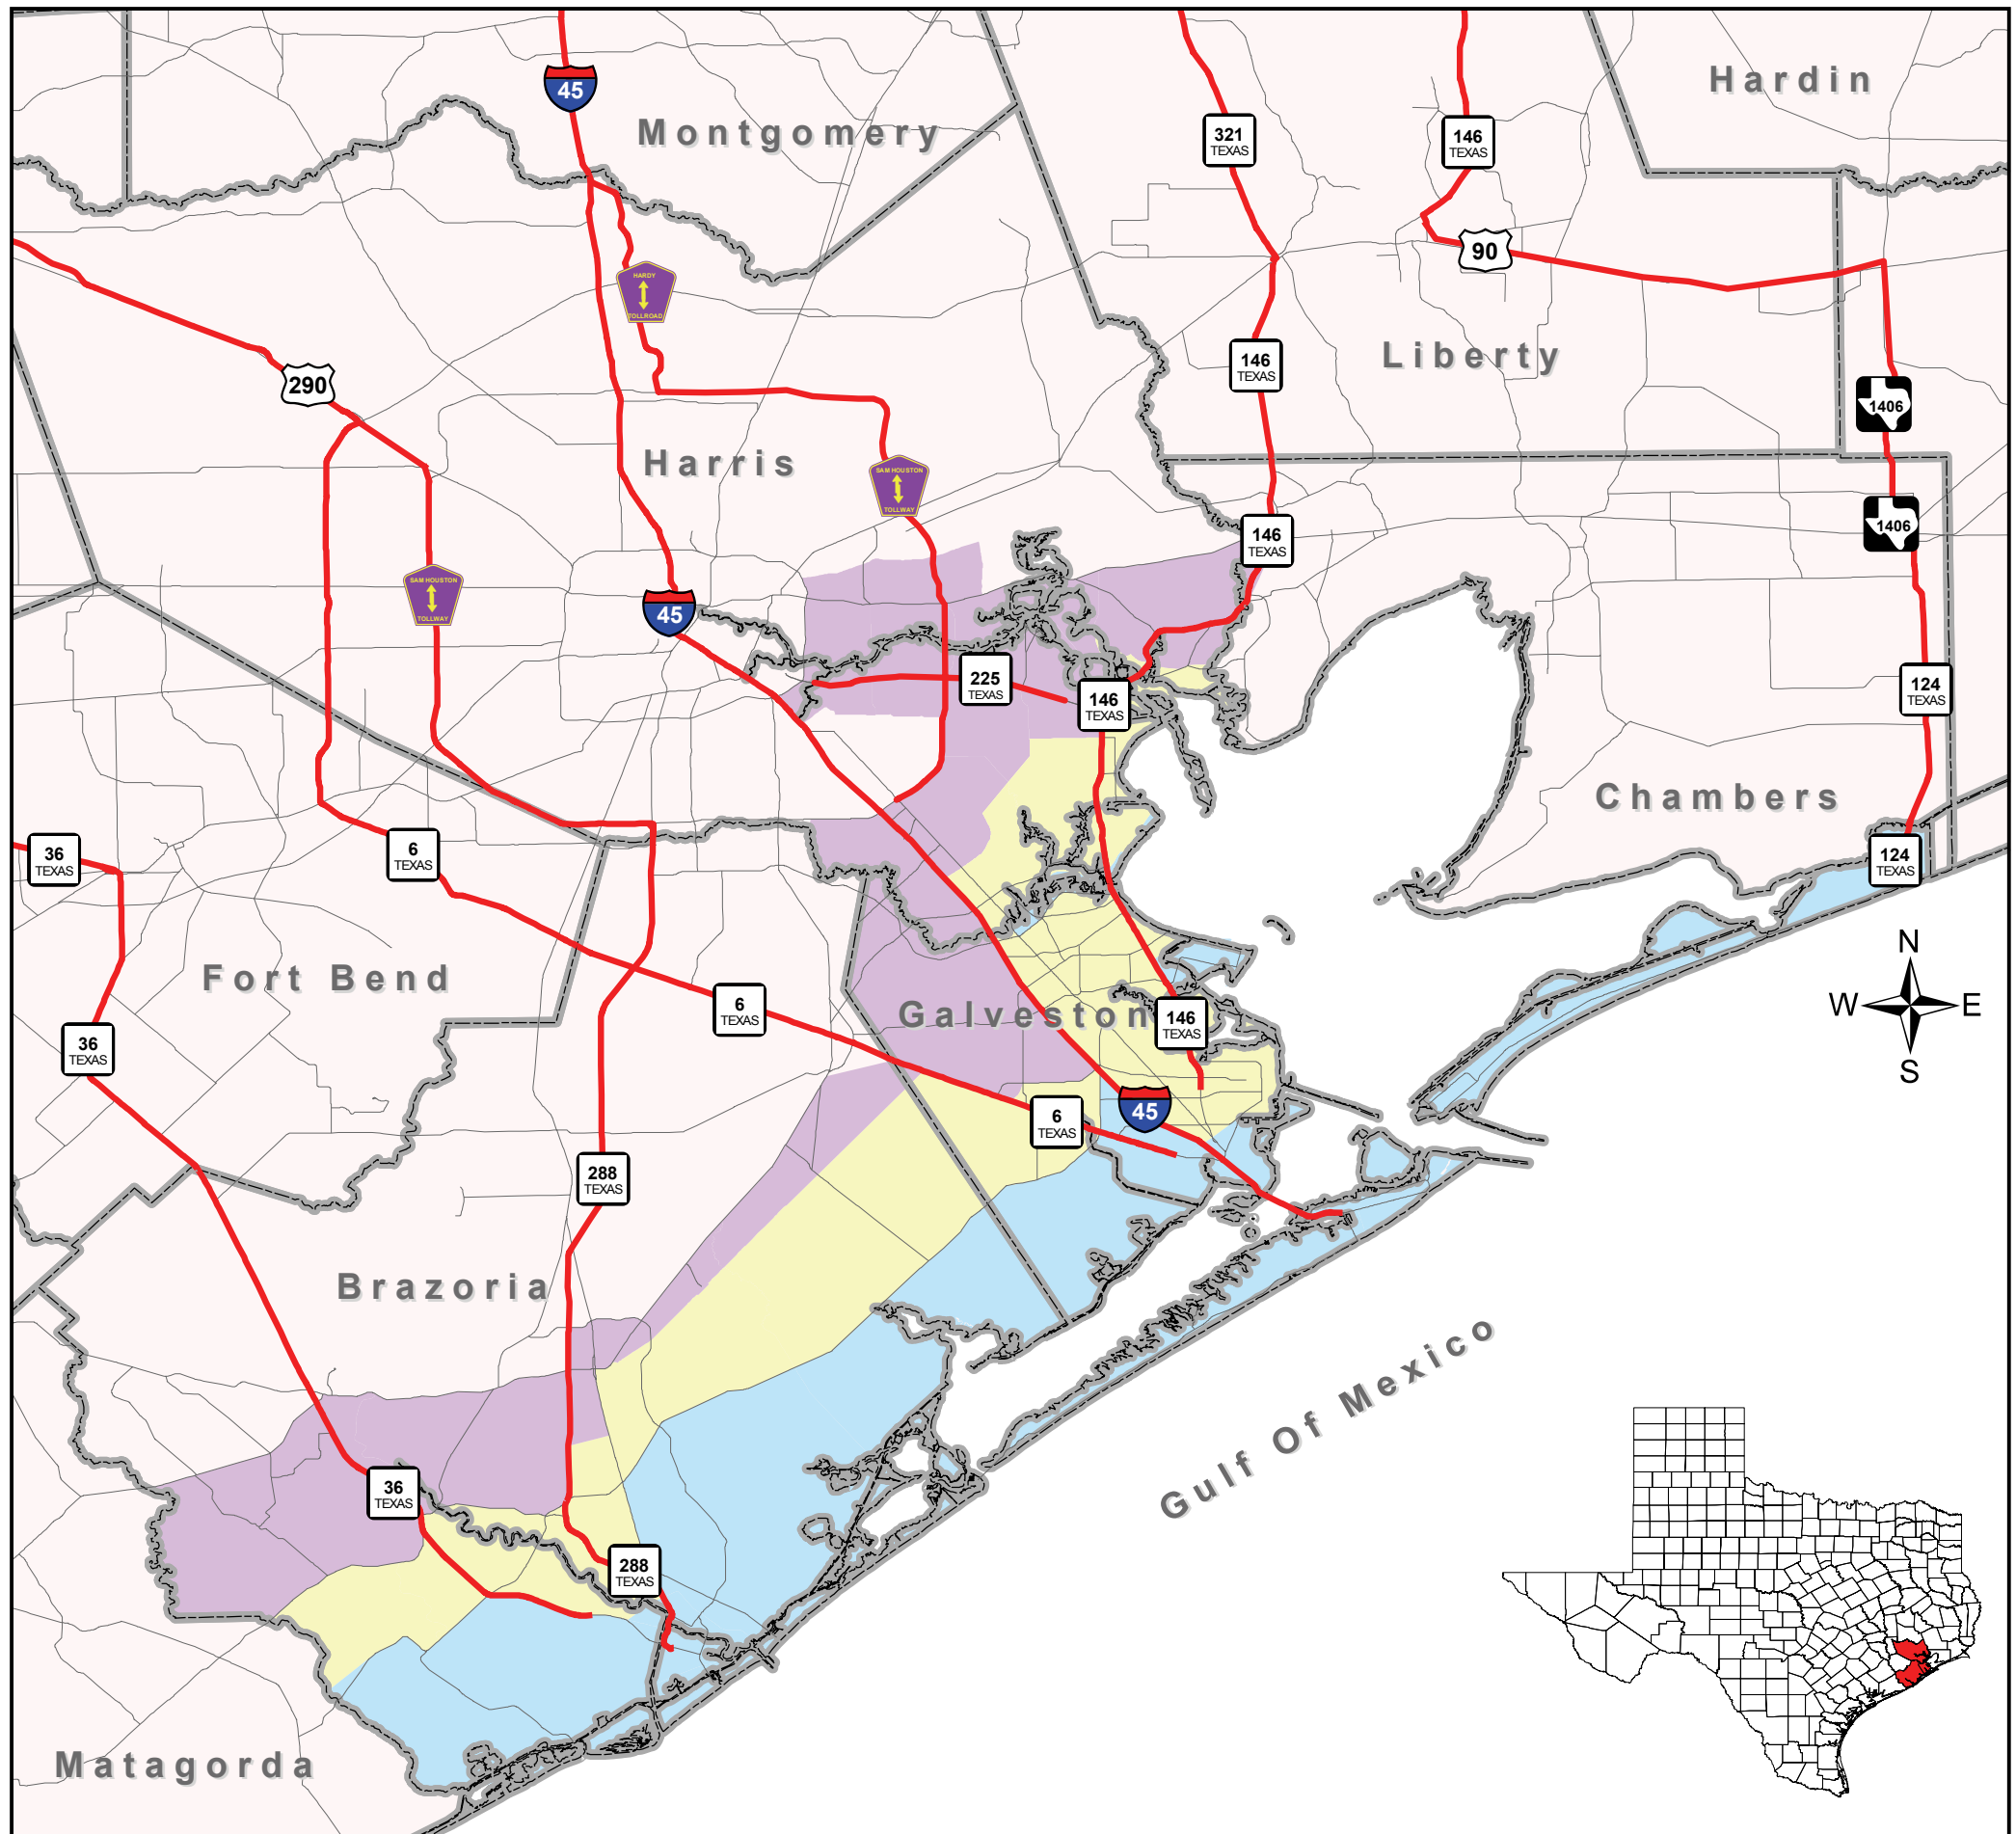 Hardin
45
Montgomery
321
TEXAS
146
TEXAS
90
HARDY
TOLLROAD
290
146
TEXAS
Liberty
1406
Harris
SAM HOUSTON
TOLLWAY
146
TEXAS
1406
SAM HOUSTON
TOLLWAY
45
225
TEXAS
146
TEXAS
124
TEXAS
Chambers
36
TEXAS
6
TEXAS
124
TEXAS
Fort Bend
N
W
E
S
6
TEXAS
Galveston
146
TEXAS
36
TEXAS
45
6
TEXAS
288
TEXAS
Brazoria
Gulf Of Mexico
36
TEXAS
288
TEXAS
Matagorda